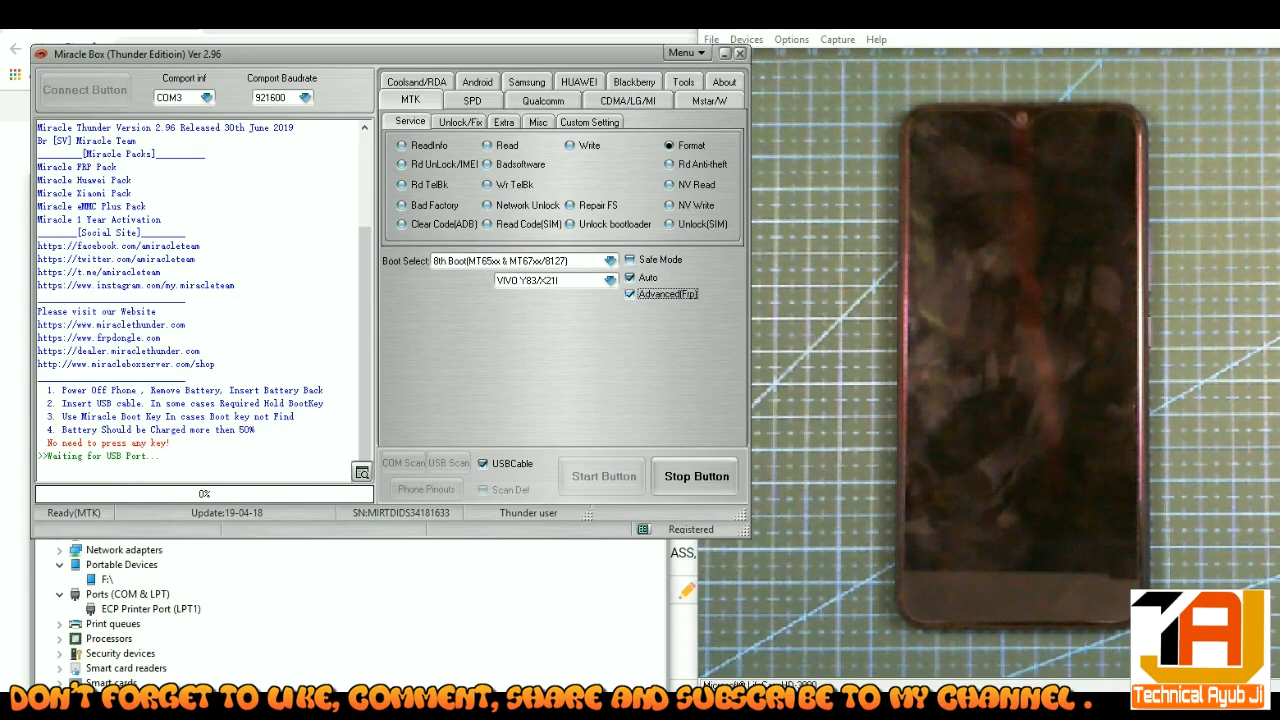 Miracle Box (Thunder Edition) Ver 2.96
Menu
File Devices Options Capture Help
Connect Button
Comport inf
COM3
Comport Baudrate
921600
Miracle Thunder Version 2.96 Released 30th June 2019
Br [SV] Miracle Team
[Miracle Packs]
Miracle FRP Pack
Miracle Huawei Pack
Miracle Xiaomi Pack
Miracle eMMC Plus Pack
Miracle 1 Year Activation
[Social Site]
https://facebook.com/amiracleteam
https://twitter.com/amiracleteam
https://t.me/amiracleteam
https://www.instagram.com/my.miracleteam
Please visit our Website
https://www.miraclethunder.com
https://www.frpdongle.com
https://dealer.miraclethunder.com
http://www.miracleboxserver.com/shop
1. Power Off Phone , Remove Battery, Insert Battery Back
2. Insert USB cable. In some cases Required Hold BootKey
3. Use Miracle Boot Key In cases Boot key not Find
4. Battery Should be Charged more then 50%
No need to press any key!
>>Waiting for USB Port...
0%
Coolsand/RDA Android Samsung HUAWEI Blackberry Tools About
MTK SPD Qualcomm CDMA/LG/MI Mstar/W
Service Unlock/Fix Extra Misc Custom Setting
ReadInfo Read Write Format
Rd UnLock/IMEI Badsoftware Rd Anti-theft
Rd TelBk Wr TelBk NV Read
Bad Factory Network Unlock Repair FS NV Write
Clear Code(ADB) Read Code(SIM) Unlock bootloader Unlock(SIM)
Boot Select: 8th Boot(MT65xx & MT67xx/8127) Safe Mode
VIVO Y83/X21I Auto
Advanced[Frp]
COM Scan USB Scan USBCable
Phone Pinouts Scan Def
Start Button
Stop Button
Ready(MTK) Update:19-04-18 SN:MIRTDIDS34181633 Thunder user
Registered
Network adapters
Portable Devices
F:\
Ports (COM & LPT)
ECP Printer Port (LPT1)
Print queues
Processors
Security devices
Smart card readers
ASS,
TAJ
Technical Ayub Ji
DON'T FORGET TO LIKE, COMMENT SHARE AND SUBSCRIBE TO MY CHANNEL .